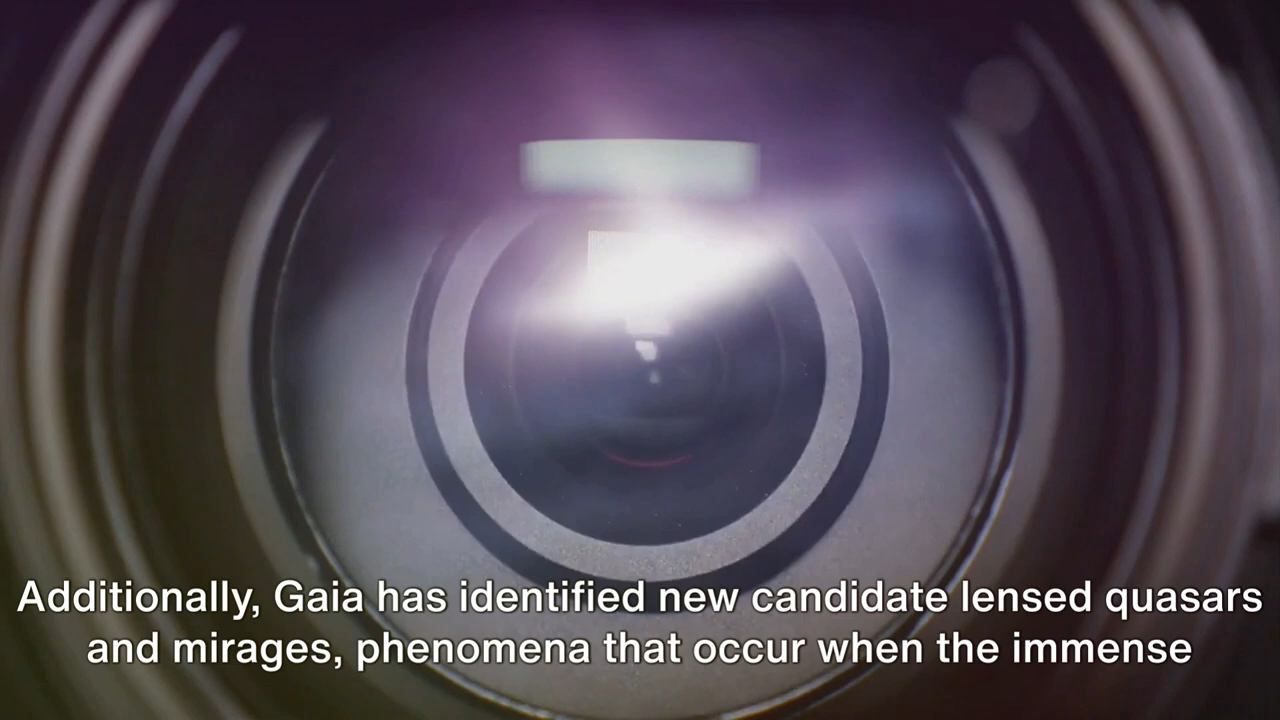 Additionally, Gaia has identified new candidate lensed quasars
and mirages, phenomena that occur when the immense